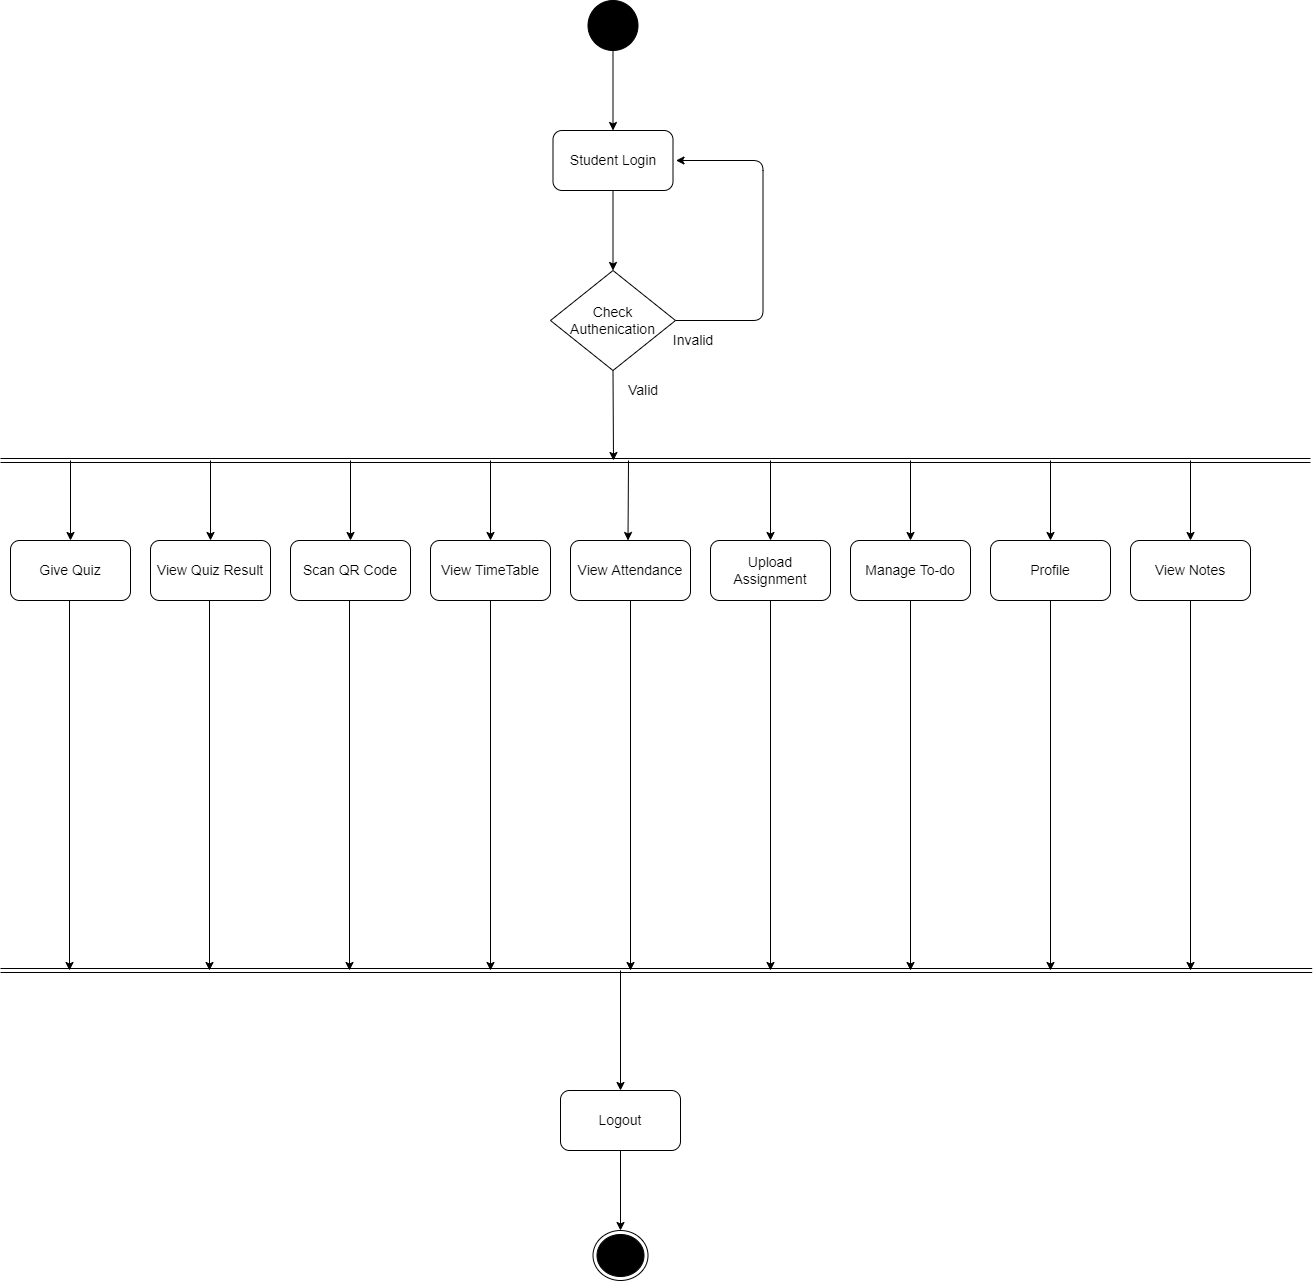 Student Login
Check
Authenication
Invalid
Valid
Give Quiz
View Quiz Result
Scan QR Code
View TimeTable
View Attendance
Upload
Assignment
Manage To-do
Profile
View Notes
Logout